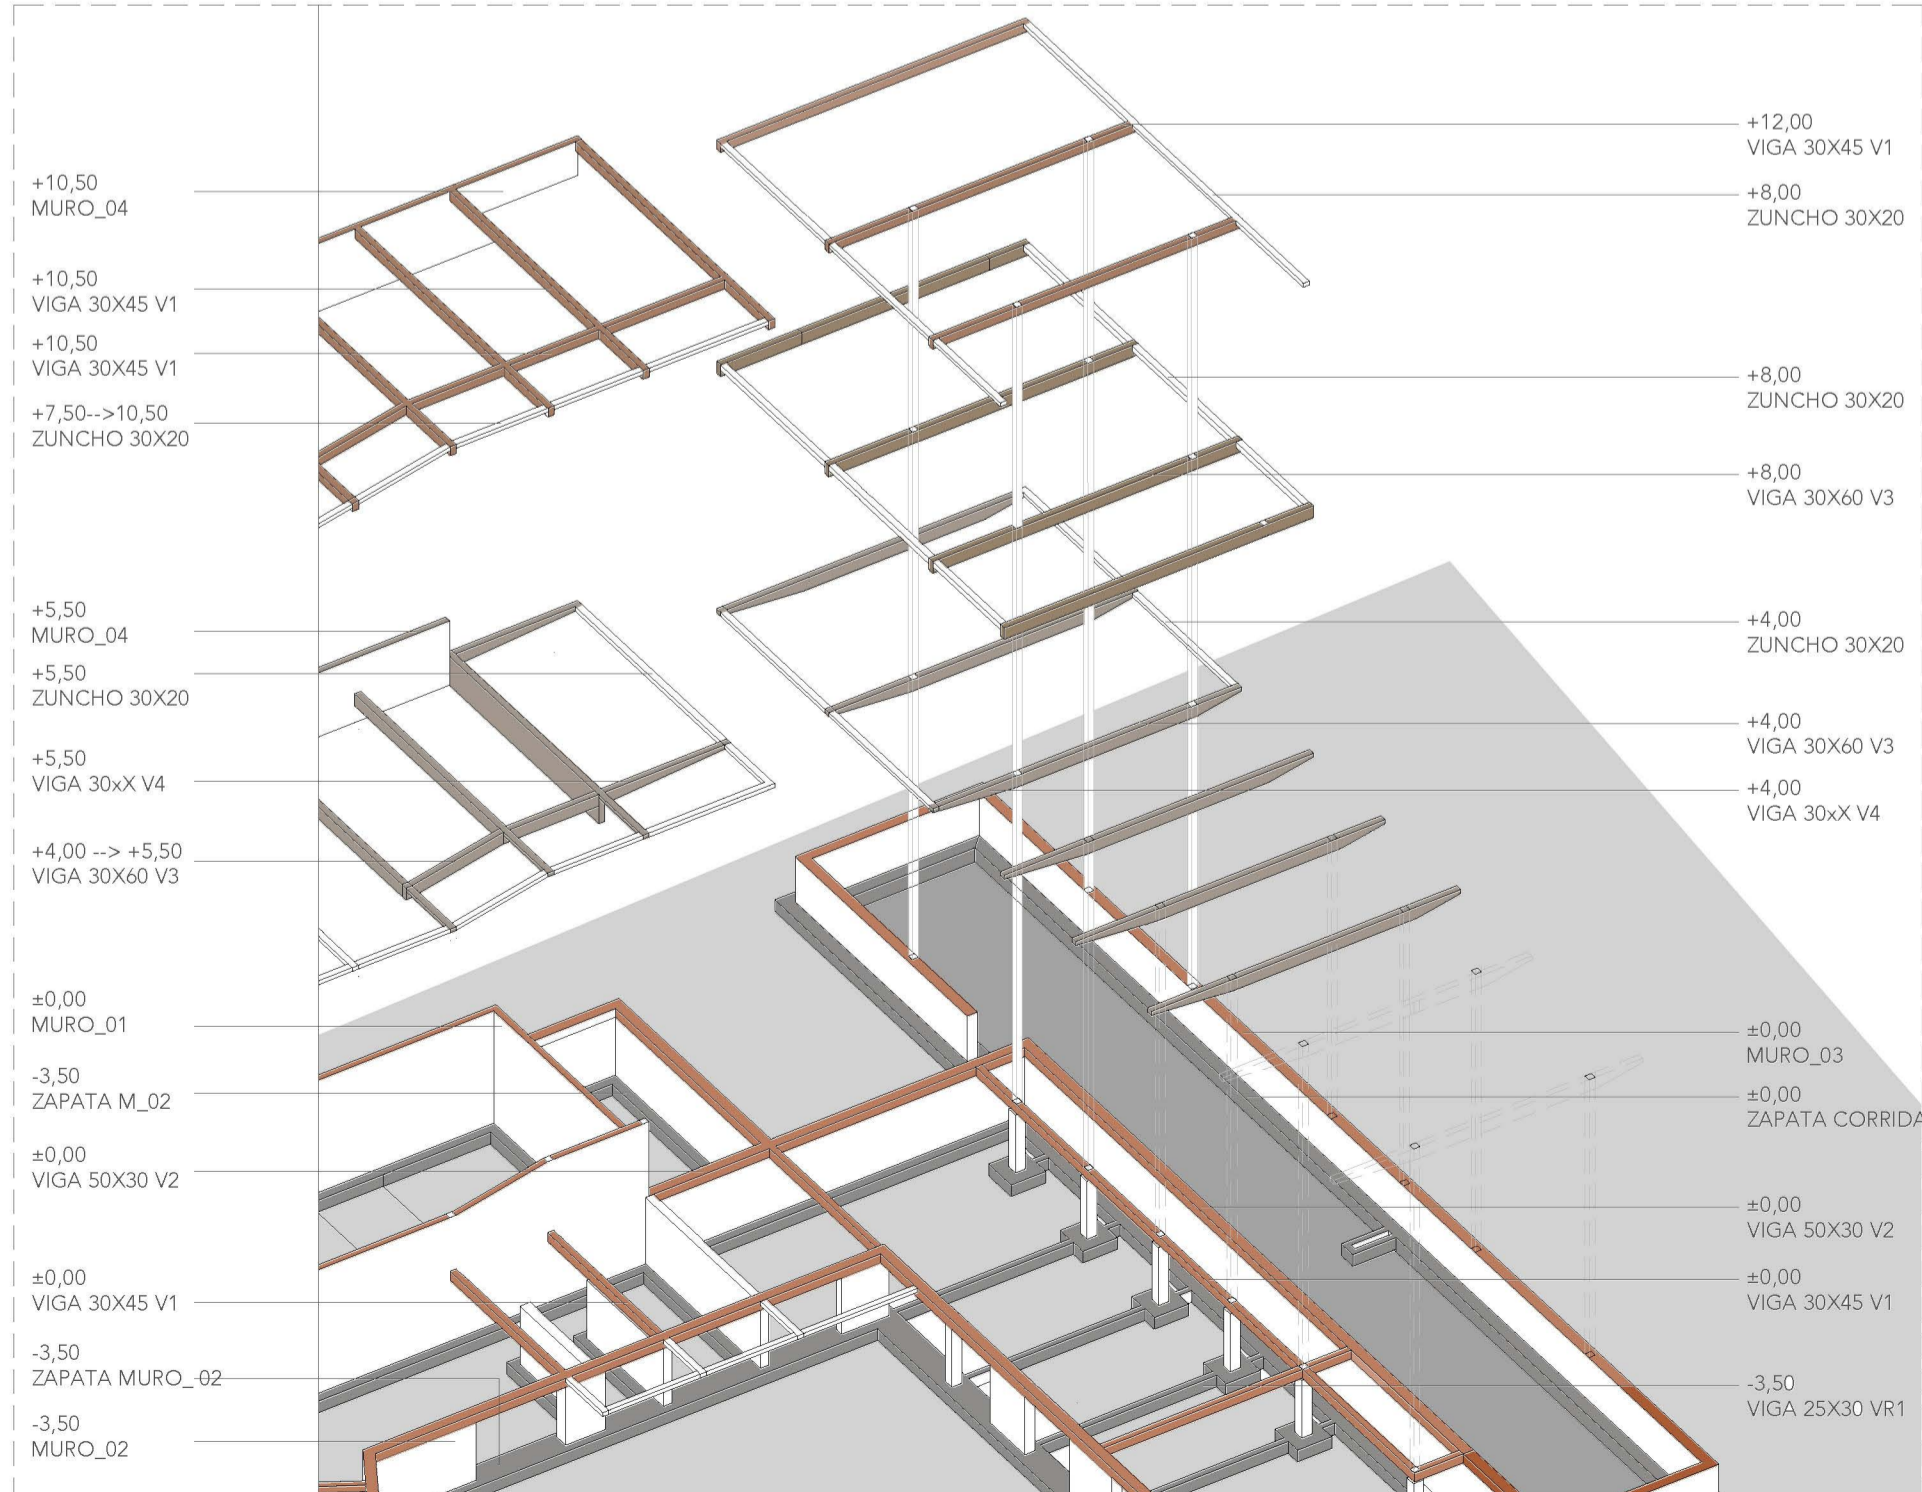 +10,50
MURO_04
+10,50
VIGA 30X45 V1
+10,50
VIGA 30X45 V1
+7,50-->10,50
ZUNCHO 30X20
+5,50
MURO_04
+5,50
ZUNCHO 30X20
+5,50
VIGA 30xX V4
+4,00 --> +5,50
VIGA 30X60 V3
±0,00
MURO_01
-3,50
ZAPATA M_02
±0,00
VIGA 50X30 V2
±0,00
VIGA 30X45 V1
-3,50
ZAPATA MURO_02
-3,50
MURO_02
+12,00
VIGA 30X45 V1
+8,00
ZUNCHO 30X20
+8,00
ZUNCHO 30X20
+8,00
VIGA 30X60 V3
+4,00
ZUNCHO 30X20
+4,00
VIGA 30X60 V3
+4,00
VIGA 30xX V4
±0,00
MURO_03
±0,00
ZAPATA CORRIDA
±0,00
VIGA 50X30 V2
±0,00
VIGA 30X45 V1
-3,50
VIGA 25X30 VR1